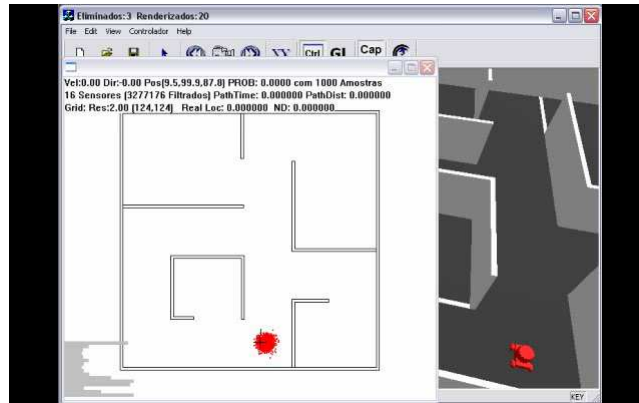 Eliminados:3 Renderizados:20
File Edit View Controlador Help
Ctrl GL Cap
Vel:0.00 Dir:-0.00 Pos(9.5,99.9,87.8) PROB: 0.0000 com 1000 Amostras
16 Sensores (3277176 Filtrados) PathTime: 0.000000 PathDist: 0.000000
Grid: Res:2.00 (124,124) Real Loc: 0.000000 ND: 0.000000
KEY